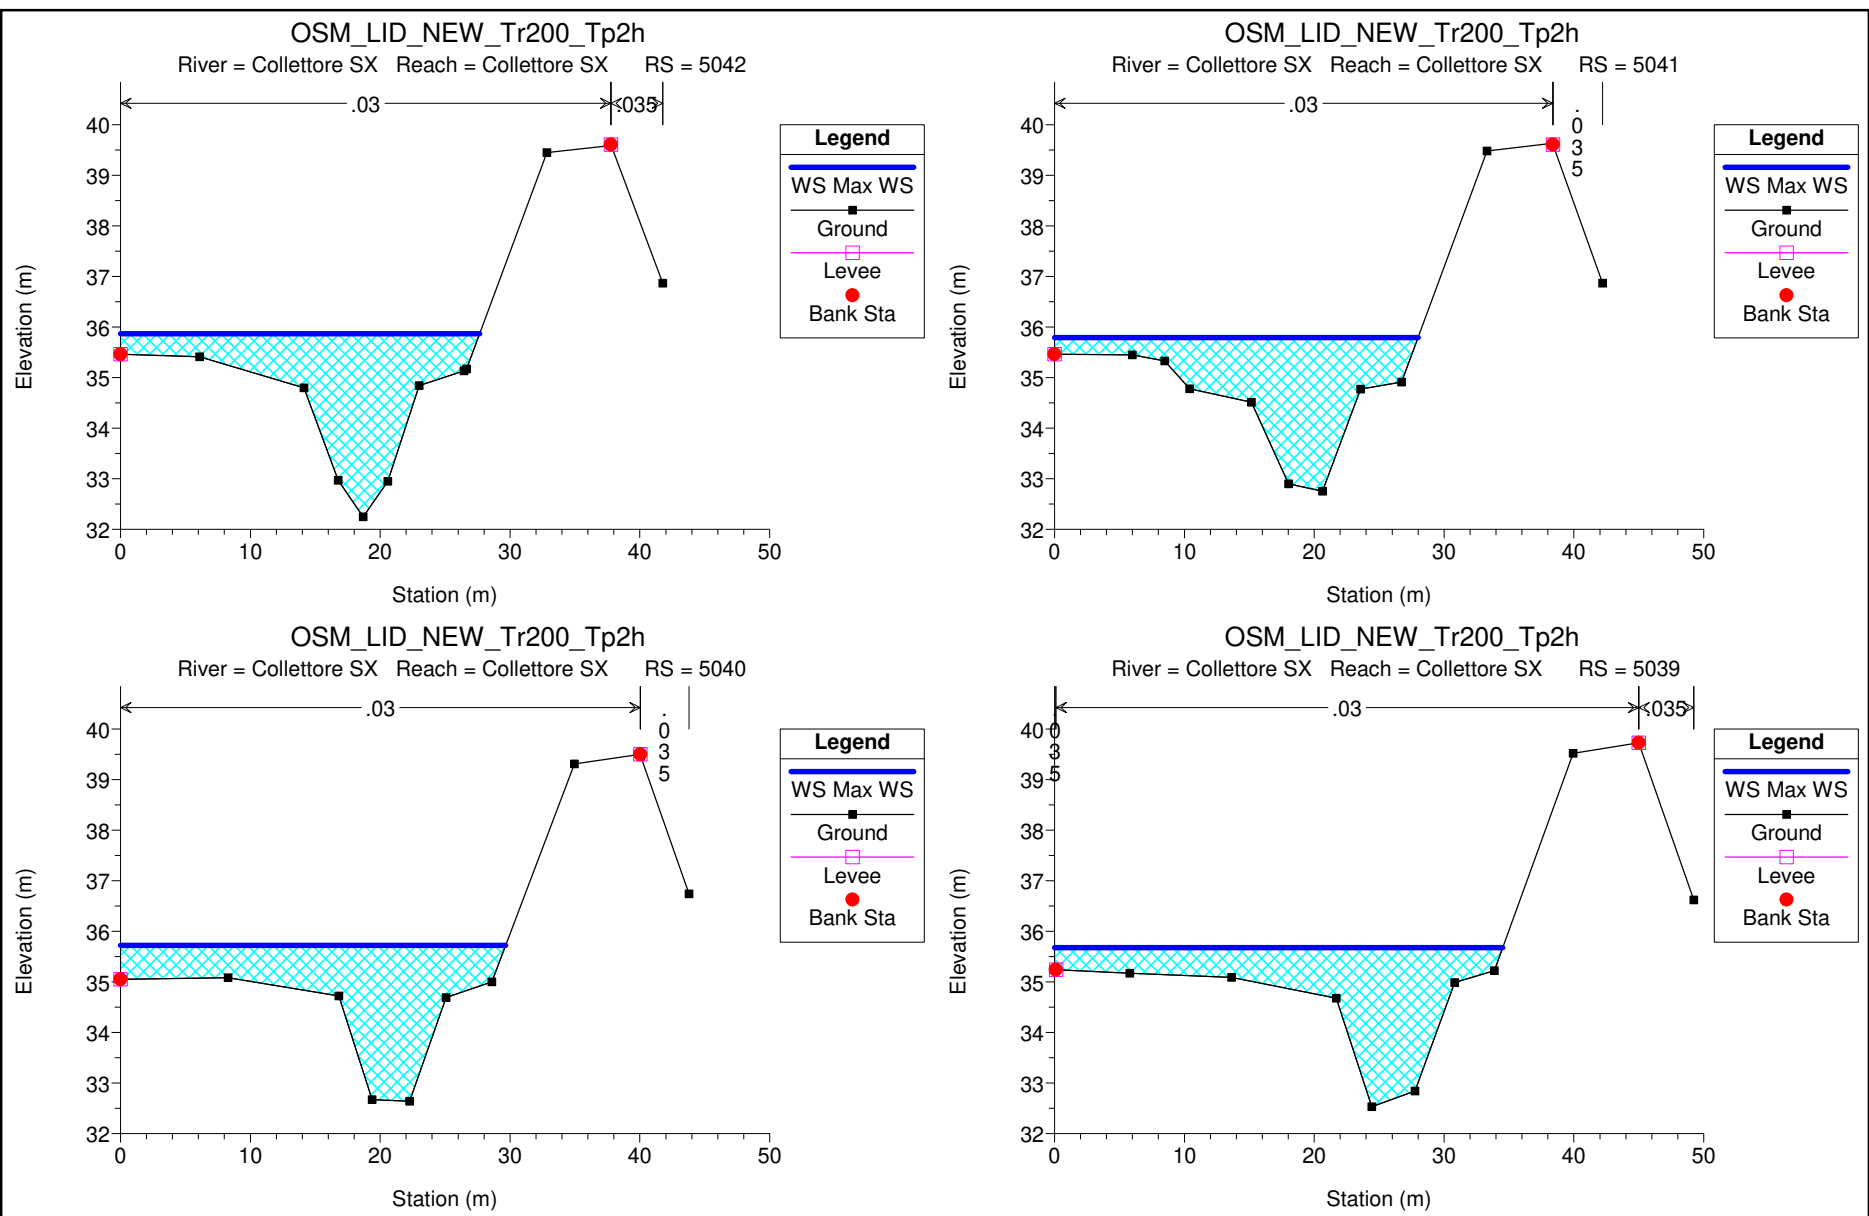 OSM_LID_NEW_Tr200_Tp2h
River = Collettore SX Reach = Collettore SX RS = 5042
.03
.035
40
39
38
37
36
35
34
33
32
Elevation (m)
0 10 20 30 40 50
Station (m)
Legend
WS Max WS
Ground
Levee
Bank Sta
OSM_LID_NEW_Tr200_Tp2h
River = Collettore SX Reach = Collettore SX RS = 5041
.03
.035
40
39
38
37
36
35
34
33
32
Elevation (m)
0 10 20 30 40 50
Station (m)
Legend
WS Max WS
Ground
Levee
Bank Sta
OSM_LID_NEW_Tr200_Tp2h
River = Collettore SX Reach = Collettore SX RS = 5040
.03
.035
40
39
38
37
36
35
34
33
32
Elevation (m)
0 10 20 30 40 50
Station (m)
Legend
WS Max WS
Ground
Levee
Bank Sta
OSM_LID_NEW_Tr200_Tp2h
River = Collettore SX Reach = Collettore SX RS = 5039
.035
.03
.035
40
39
38
37
36
35
34
33
32
Elevation (m)
0 10 20 30 40 50
Station (m)
Legend
WS Max WS
Ground
Levee
Bank Sta